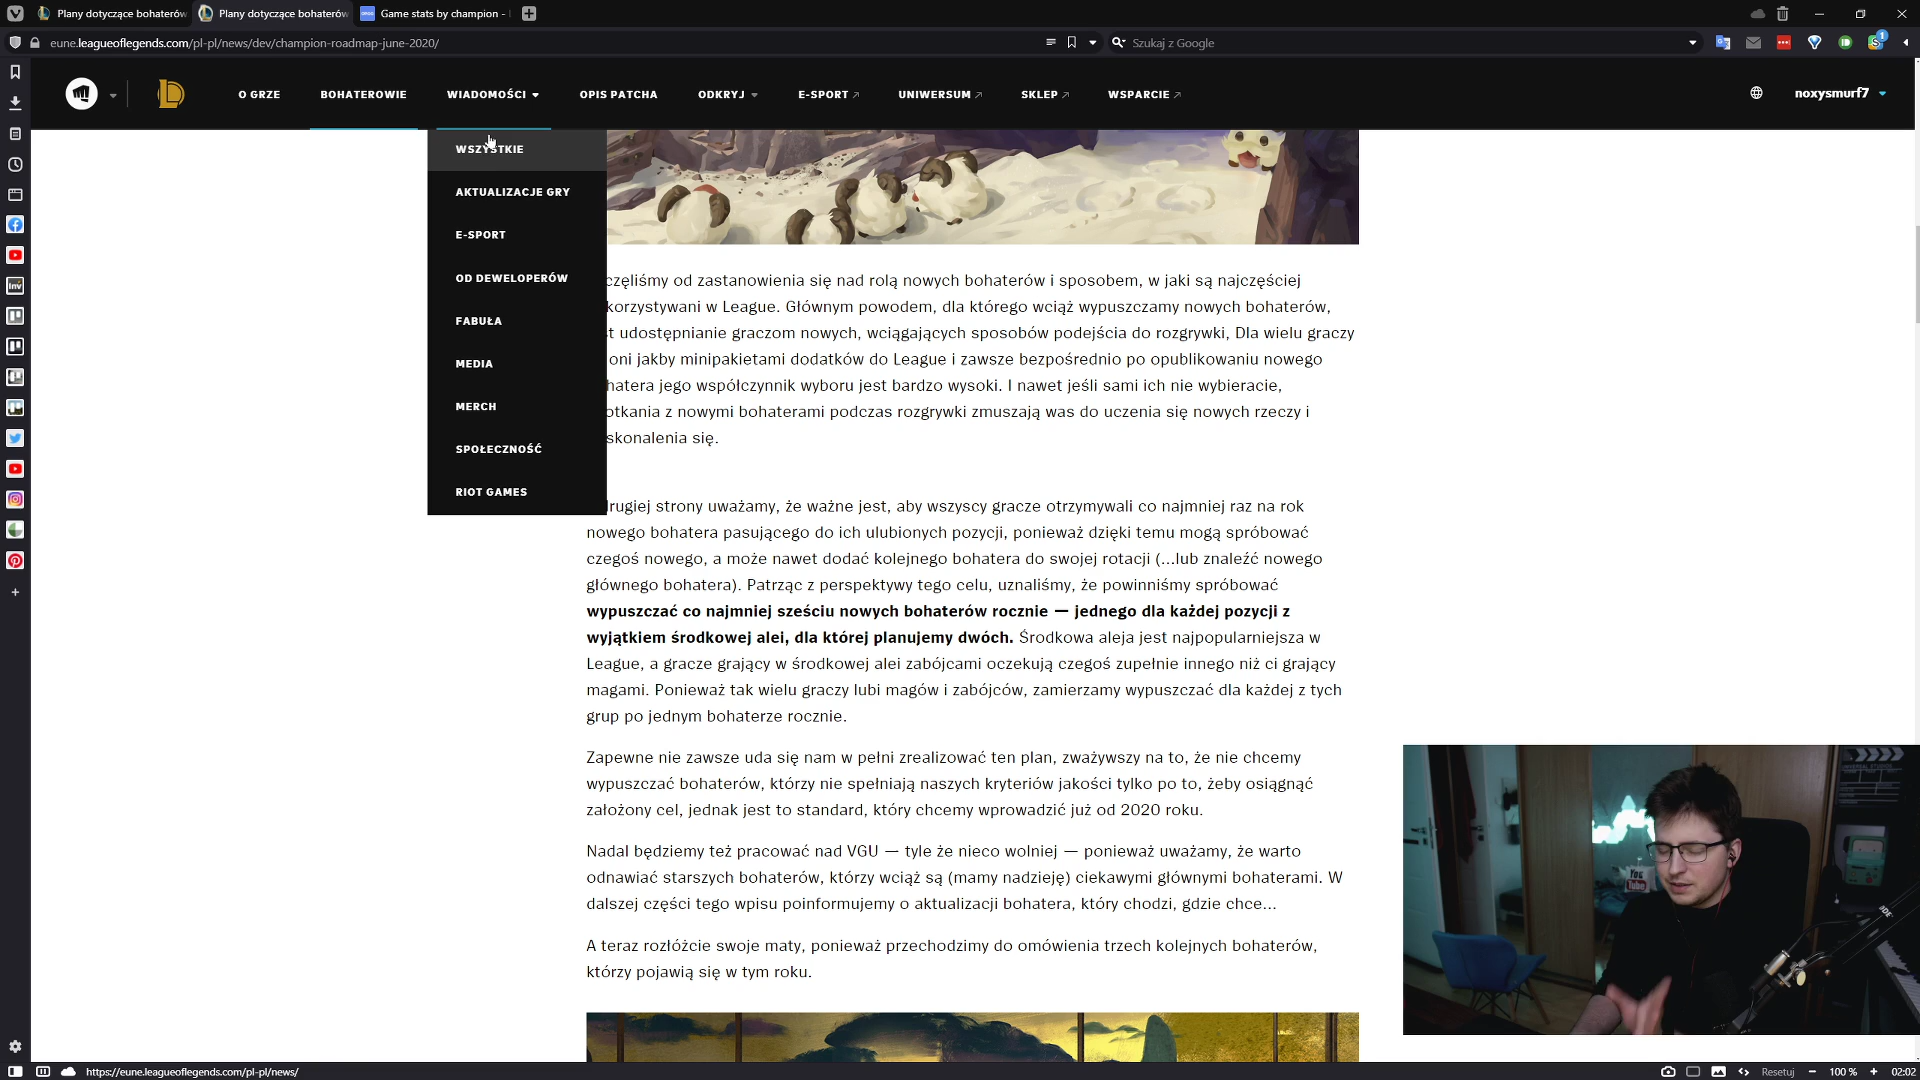 Plany dotyczące bohaterów
Plany dotyczące bohaterów
Game stats by champion -
eune.leagueoflegends.com/pl-pl/news/dev/champion-roadmap-june-2020/
Szukaj z Google
1
O GRZE
BOHATEROWIE
WIADOMOŚCI
OPIS PATCHA
ODKRYJ
E-SPORT
UNIWERSUM
SKLEP
WSPARCIE
noxysmurf7
WSZYSTKIE
AKTUALIZACJE GRY
E-SPORT
OD DEWELOPERÓW
FABUŁA
MEDIA
MERCH
SPOŁECZNOŚĆ
RIOT GAMES
częliśmy od zastanowienia się nad rolą nowych bohaterów i sposobem, w jaki są najczęściej
korzystywani w League. Głównym powodem, dla którego wciąż wypuszczamy nowych bohaterów,
t udostępnianie graczom nowych, wciągających sposobów podejścia do rozgrywki, Dla wielu graczy
oni jakby minipakietami dodatków do League i zawsze bezpośrednio po opublikowaniu nowego
hatera jego współczynnik wyboru jest bardzo wysoki. I nawet jeśli sami ich nie wybieracie,
otkania z nowymi bohaterami podczas rozgrywki zmuszają was do uczenia się nowych rzeczy i
skonalenia się.
rugiej strony uważamy, że ważne jest, aby wszyscy gracze otrzymywali co najmniej raz na rok
nowego bohatera pasującego do ich ulubionych pozycji, ponieważ dzięki temu mogą spróbować
czegoś nowego, a może nawet dodać kolejnego bohatera do swojej rotacji (...lub znaleźć nowego
głównego bohatera). Patrząc z perspektywy tego celu, uznaliśmy, że powinniśmy spróbować
wypuszczać co najmniej sześciu nowych bohaterów rocznie — jednego dla każdej pozycji z
wyjątkiem środkowej alei, dla której planujemy dwóch. Środkowa aleja jest najpopularniejsza w
League, a gracze grający w środkowej alei zabójcami oczekują czegoś zupełnie innego niż ci grający
magami. Ponieważ tak wielu graczy lubi magów i zabójców, zamierzamy wypuszczać dla każdej z tych
grup po jednym bohaterze rocznie.
Zapewne nie zawsze uda się nam w pełni zrealizować ten plan, zważywszy na to, że nie chcemy
wypuszczać bohaterów, którzy nie spełniają naszych kryteriów jakości tylko po to, żeby osiągnąć
założony cel, jednak jest to standard, który chcemy wprowadzić już od 2020 roku.
Nadal będziemy też pracować nad VGU — tyle że nieco wolniej — ponieważ uważamy, że warto
odnawiać starszych bohaterów, którzy wciąż są (mamy nadzieję) ciekawymi głównymi bohaterami. W
dalszej części tego wpisu poinformujemy o aktualizacji bohatera, który chodzi, gdzie chce...
A teraz rozłóżcie swoje maty, ponieważ przechodzimy do omówienia trzech kolejnych bohaterów,
którzy pojawią się w tym roku.
You
Tube
https://eune.leagueoflegends.com/pl-pl/news/
Resetuj
100 %
02:02